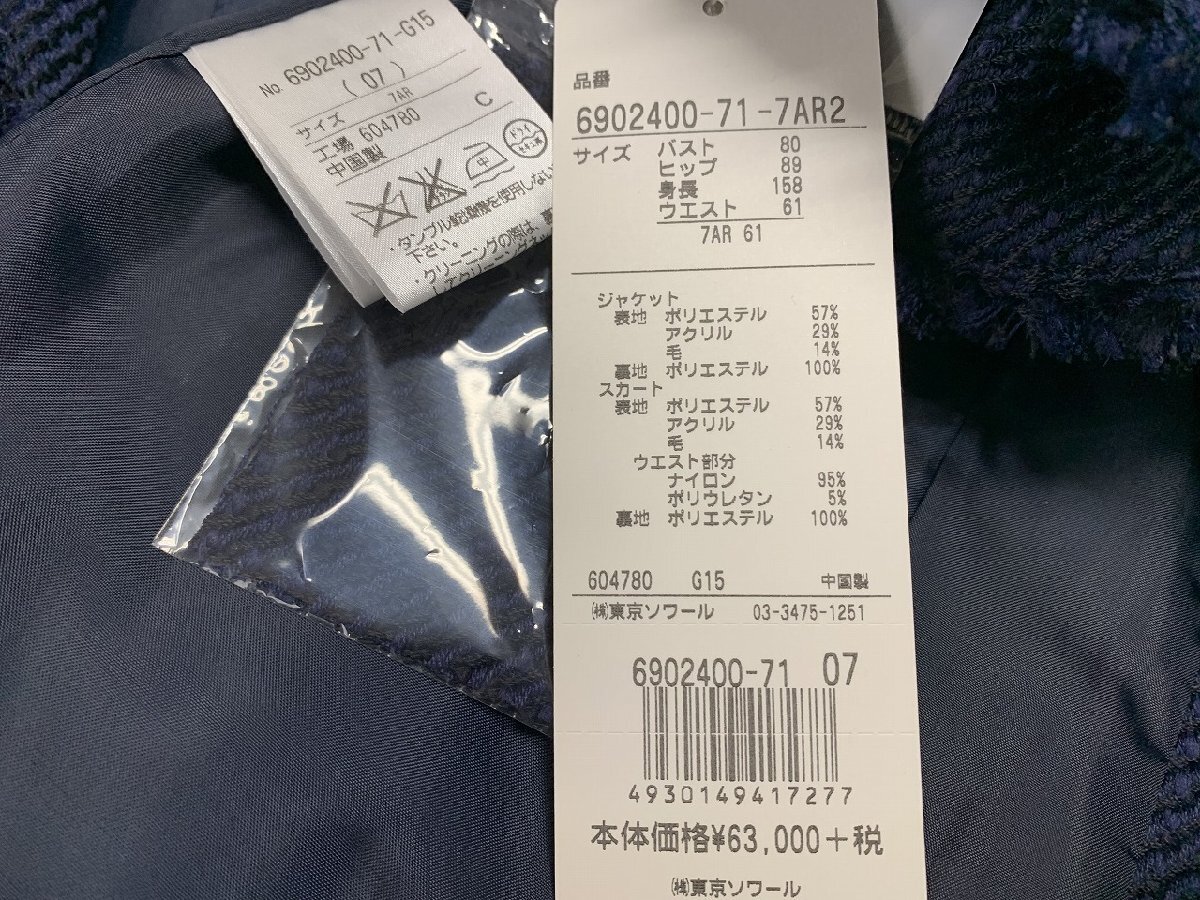 No 6902400-71-G15
( 07 )
サイズ 7AR
工場 604780 C
中国製
中
ドライ
・タンブル乾燥機を使用しない
下さい。
・クリーニングの際は、裏
品番
6902400-71-7AR2
サイズ バスト 80
ヒップ 89
身長 158
ウエスト 61
7AR 61
ジャケット
表地 ポリエステル 57%
アクリル 29%
毛 14%
裏地 ポリエステル 100%
スカート
表地 ポリエステル 57%
アクリル 29%
毛 14%
ウエスト部分
ナイロン 95%
ポリウレタン 5%
裏地 ポリエステル 100%
604780 G15 中国製
㈱東京ソワール 03-3475-1251
6902400-71 07
4930149417277
本体価格¥63,000+税
㈱東京ソワール